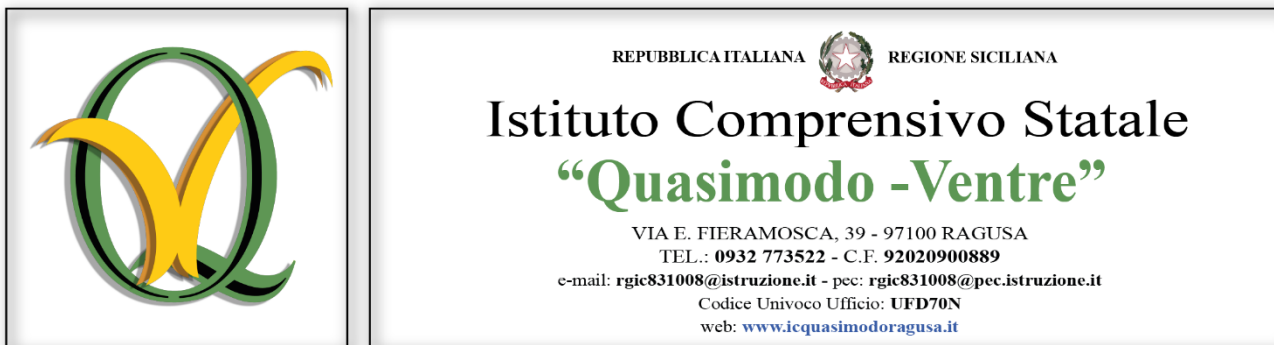 REPUBBLICA ITALIANA REGIONE SICILIANA
Istituto Comprensivo Statale
“Quasimodo -Ventre”
VIA E. FIERAMOSCA, 39 - 97100 RAGUSA
TEL.: 0932 773522 - C.F. 92020900889
e-mail: rgic831008@istruzione.it - pec: rgic831008@pec.istruzione.it
Codice Univoco Ufficio: UFD70N
web: www.icquasimodoragusa.it